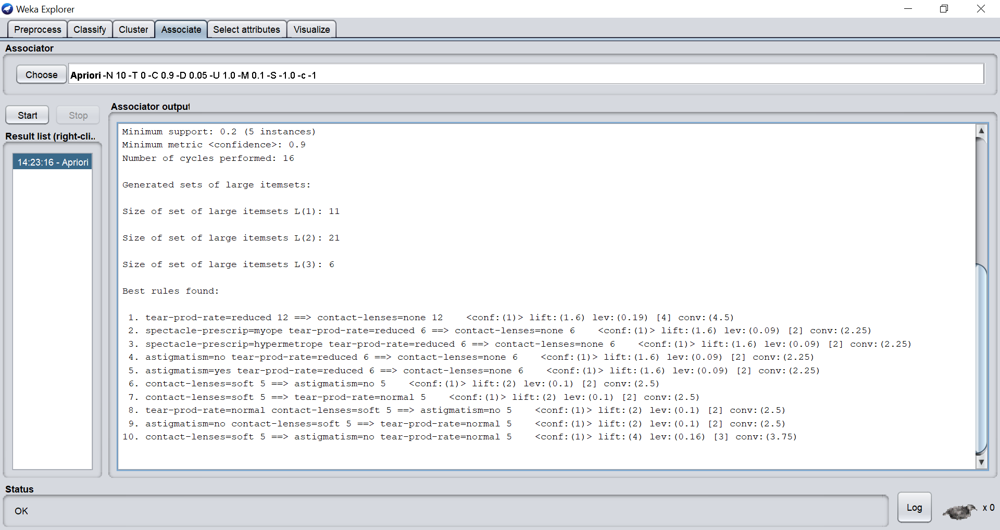 Weka Explorer
Preprocess Classify Cluster Associate Select attributes Visualize
Associator
Choose Apriori -N 10 -T 0 -C 0.9 -D 0.05 -U 1.0 -M 0.1 -S -1.0 -c -1
Start Stop
Associator output
Result list (right-cli..
14:23:16 - Apriori
Minimum support: 0.2 (5 instances)
Minimum metric <confidence>: 0.9
Number of cycles performed: 16
Generated sets of large itemsets:
Size of set of large itemsets L(1): 11
Size of set of large itemsets L(2): 21
Size of set of large itemsets L(3): 6
Best rules found:
1. tear-prod-rate=reduced 12 ==> contact-lenses=none 12    <conf:(1)> lift:(1.6) lev:(0.19) [4] conv:(4.5)
2. spectacle-prescrip=myope tear-prod-rate=reduced 6 ==> contact-lenses=none 6    <conf:(1)> lift:(1.6) lev:(0.09) [2] conv:(2.25)
3. spectacle-prescrip=hypermetrope tear-prod-rate=reduced 6 ==> contact-lenses=none 6    <conf:(1)> lift:(1.6) lev:(0.09) [2] conv:(2.25)
4. astigmatism=no tear-prod-rate=reduced 6 ==> contact-lenses=none 6    <conf:(1)> lift:(1.6) lev:(0.09) [2] conv:(2.25)
5. astigmatism=yes tear-prod-rate=reduced 6 ==> contact-lenses=none 6    <conf:(1)> lift:(1.6) lev:(0.09) [2] conv:(2.25)
6. contact-lenses=soft 5 ==> astigmatism=no 5    <conf:(1)> lift:(2) lev:(0.1) [2] conv:(2.5)
7. contact-lenses=soft 5 ==> tear-prod-rate=normal 5    <conf:(1)> lift:(2) lev:(0.1) [2] conv:(2.5)
8. tear-prod-rate=normal contact-lenses=soft 5 ==> astigmatism=no 5    <conf:(1)> lift:(2) lev:(0.1) [2] conv:(2.5)
9. astigmatism=no contact-lenses=soft 5 ==> tear-prod-rate=normal 5    <conf:(1)> lift:(2) lev:(0.1) [2] conv:(2.5)
10. contact-lenses=soft 5 ==> astigmatism=no tear-prod-rate=normal 5    <conf:(1)> lift:(4) lev:(0.16) [3] conv:(3.75)
Status
OK
Log
x 0